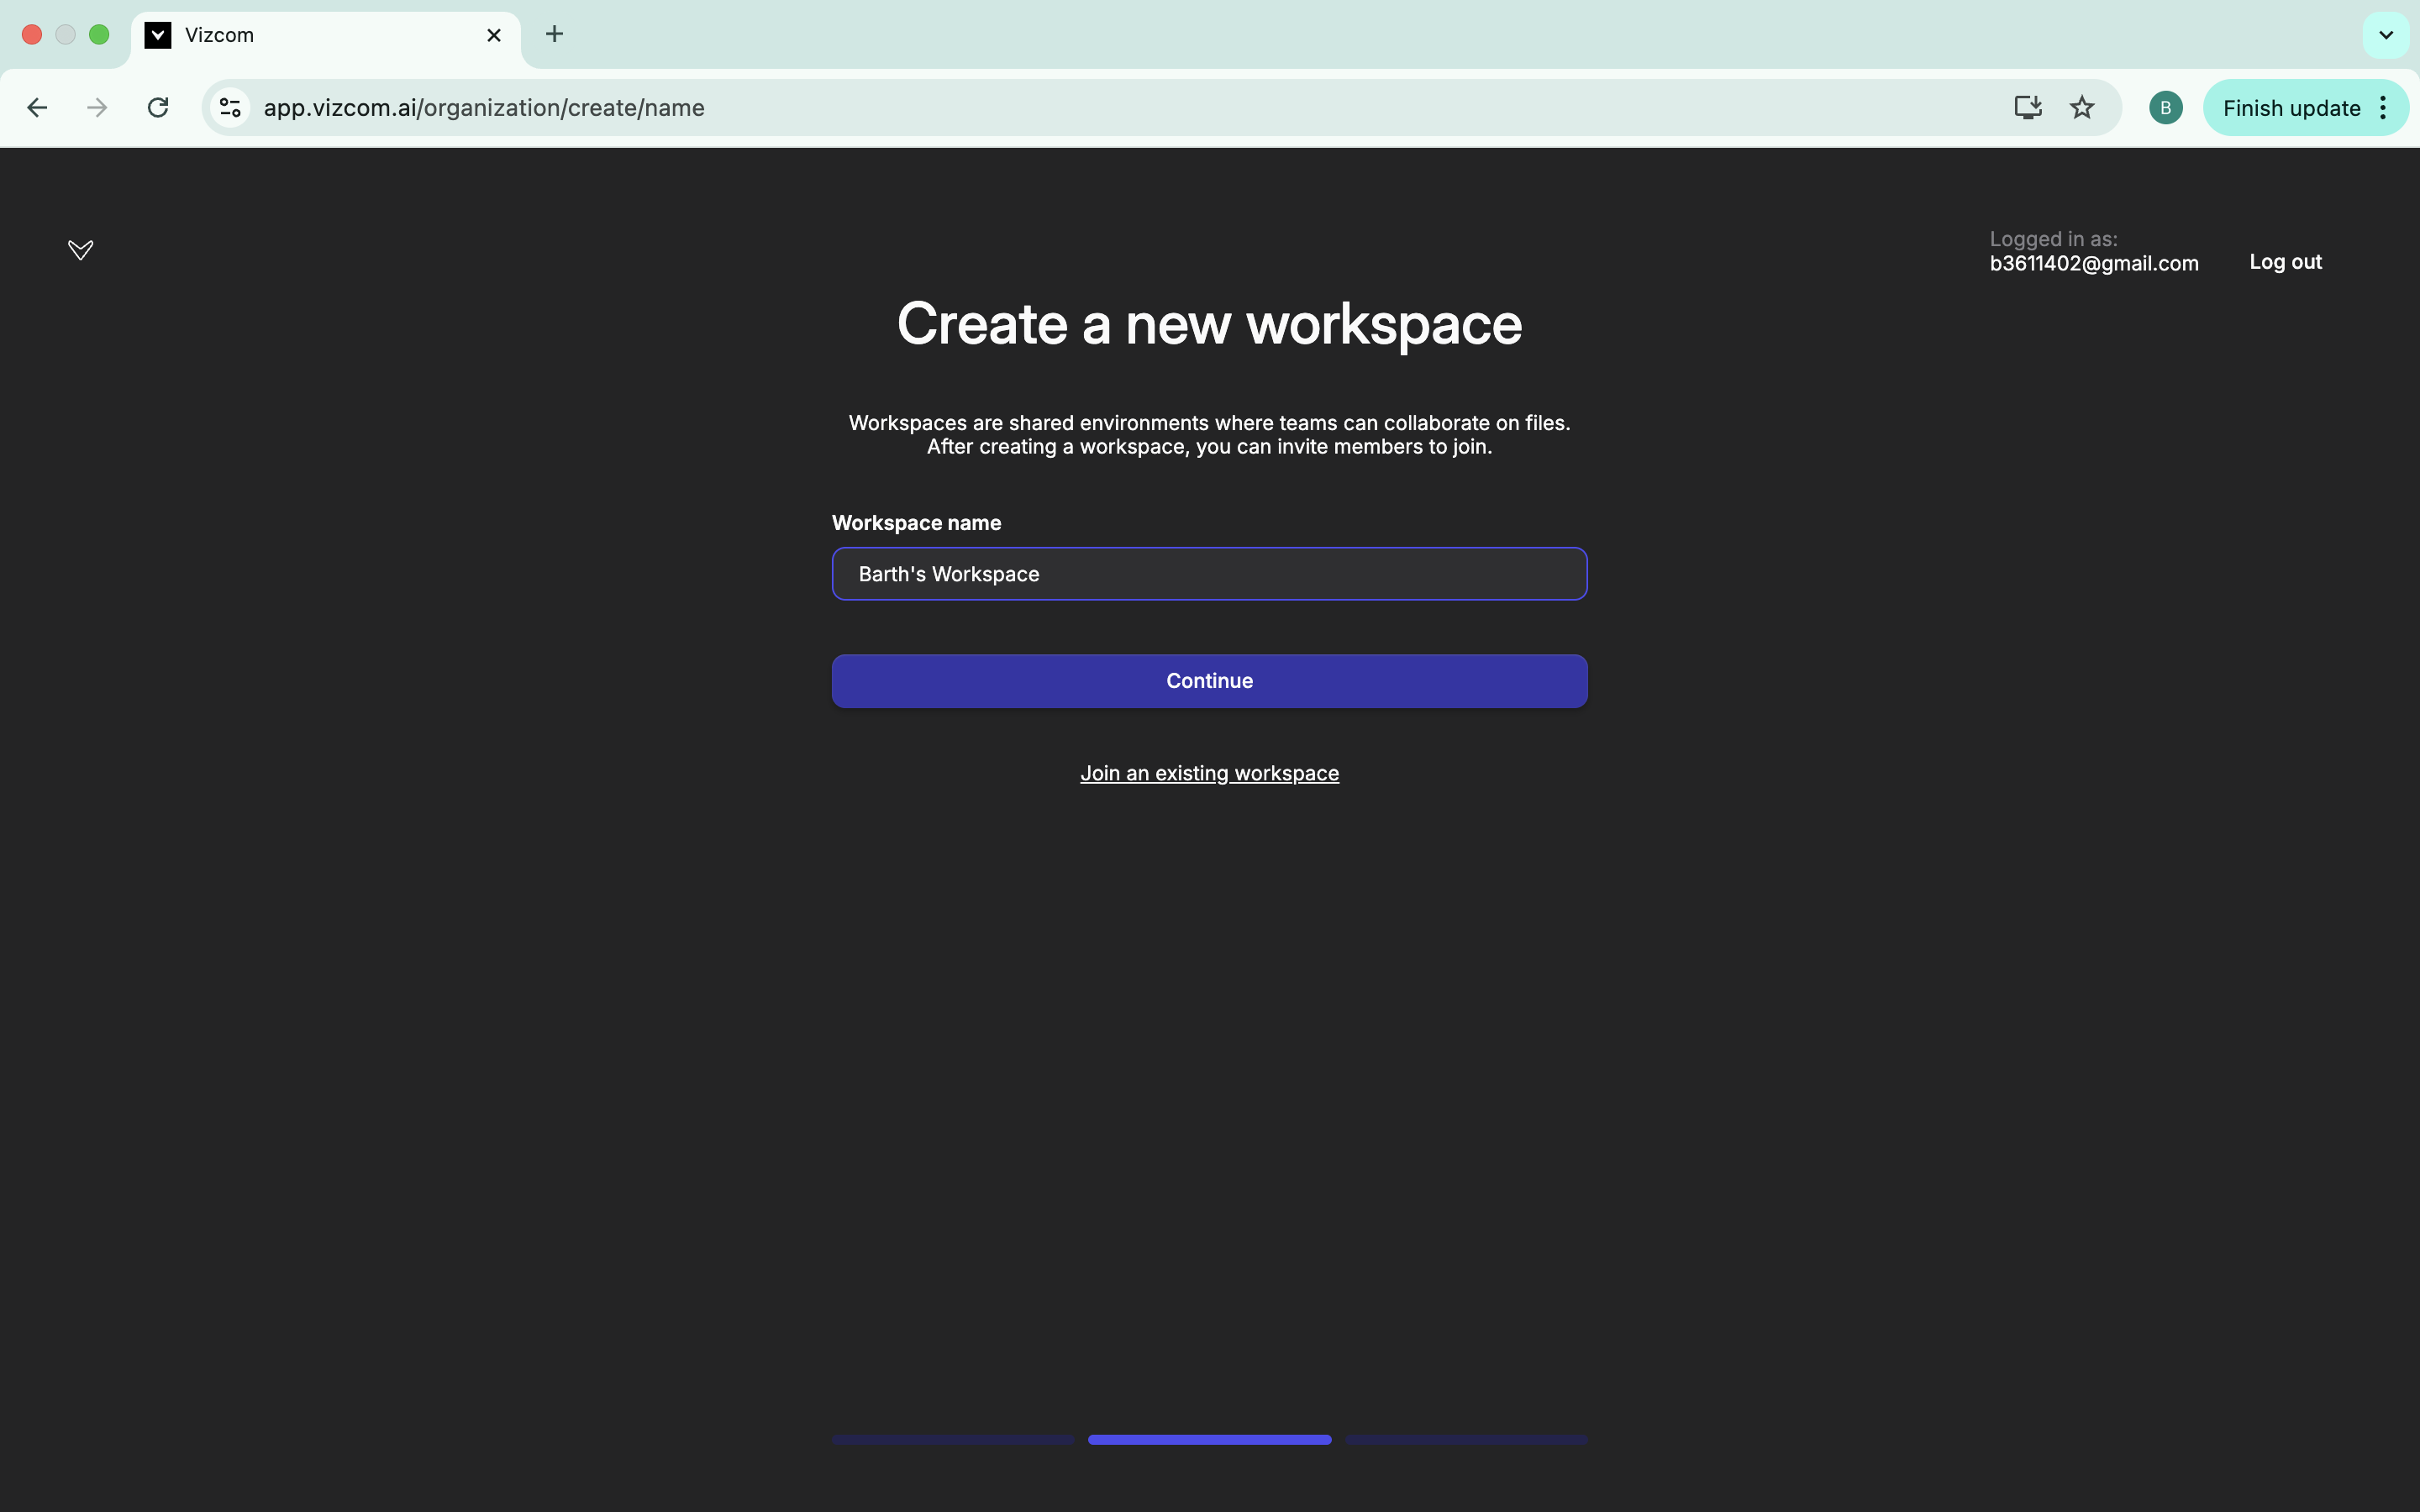 Vizcom
app.vizcom.ai/organization/create/name
B
Finish update
Logged in as:
b3611402@gmail.com
Log out
Create a new workspace
Workspaces are shared environments where teams can collaborate on files.
After creating a workspace, you can invite members to join.
Workspace name
Barth's Workspace
Continue
Join an existing workspace